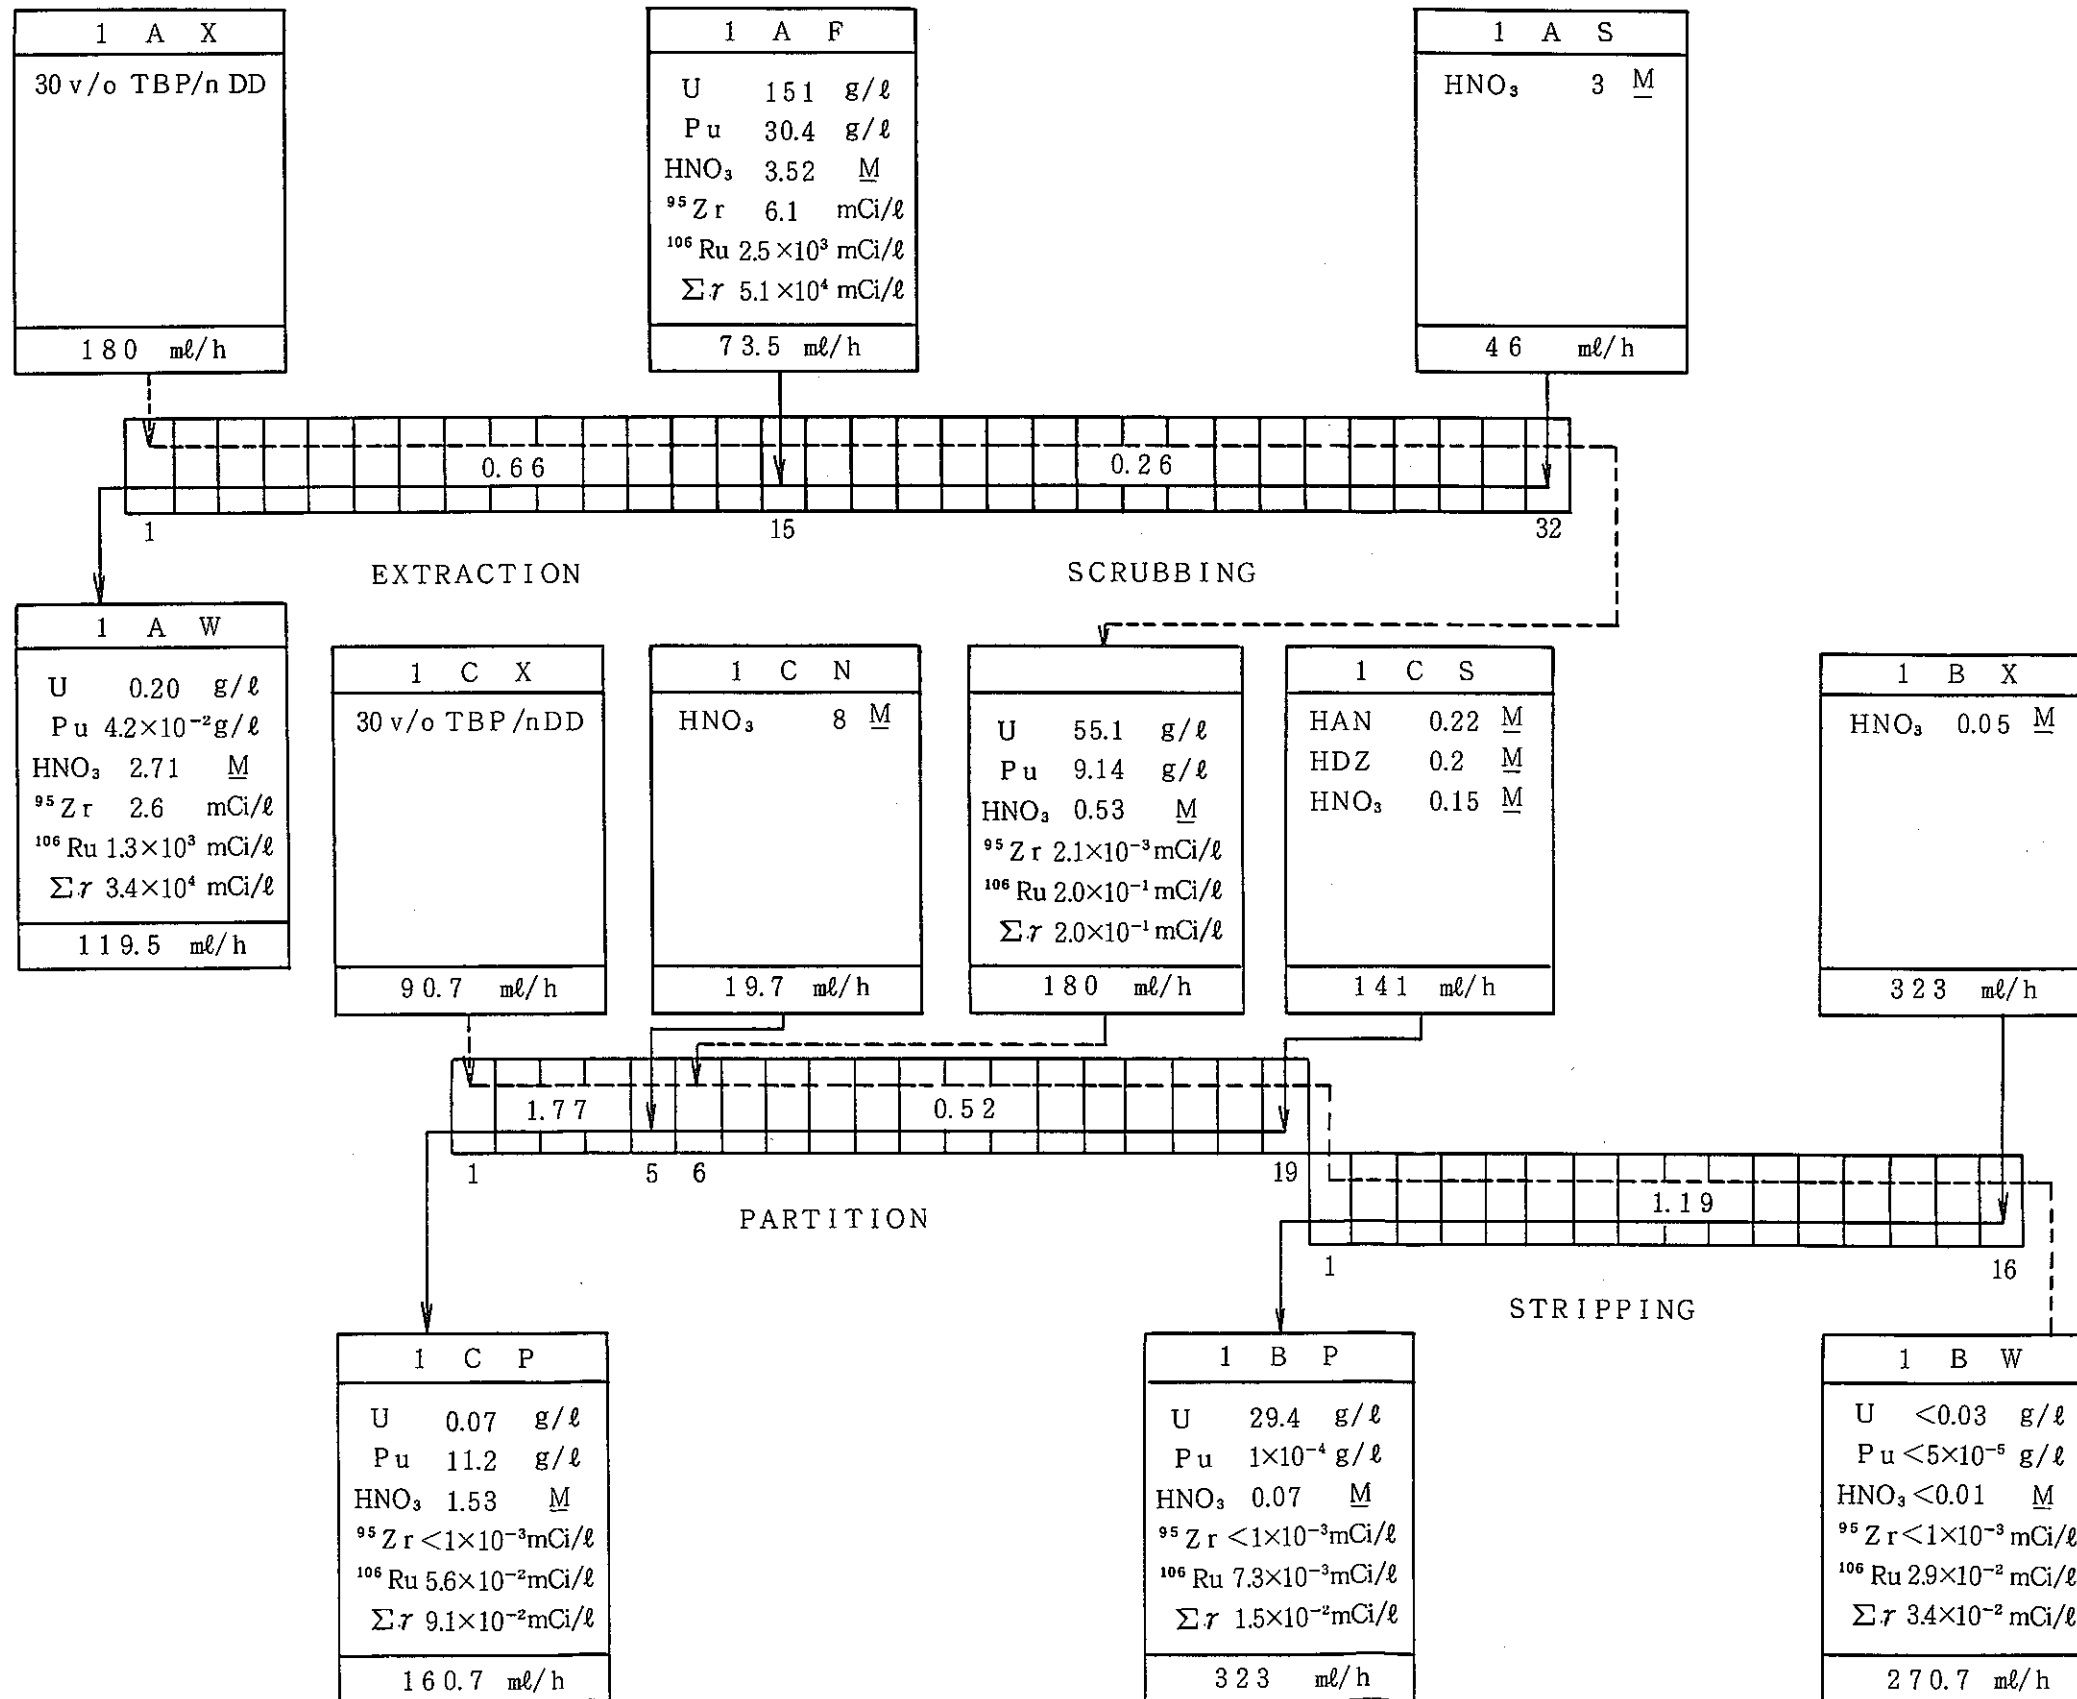 1 A X
30 v/o TBP/n DD
180 mℓ/h
1 A F
U 151 g/ℓ
Pu 30.4 g/ℓ
HNO₃ 3.52 M
⁹⁵Zr 6.1 mCi/ℓ
¹⁰⁶Ru 2.5×10³ mCi/ℓ
Σγ 5.1×10⁴ mCi/ℓ
73.5 mℓ/h
1 A S
HNO₃ 3 M
46 mℓ/h
0.66
0.26
1
15
32
EXTRACTION
SCRUBBING
1 A W
U 0.20 g/ℓ
Pu 4.2×10⁻² g/ℓ
HNO₃ 2.71 M
⁹⁵Zr 2.6 mCi/ℓ
¹⁰⁶Ru 1.3×10³ mCi/ℓ
Σγ 3.4×10⁴ mCi/ℓ
119.5 mℓ/h
1 C X
30 v/o TBP/nDD
90.7 mℓ/h
1 C N
HNO₃ 8 M
19.7 mℓ/h
U 55.1 g/ℓ
Pu 9.14 g/ℓ
HNO₃ 0.53 M
⁹⁵Zr 2.1×10⁻³ mCi/ℓ
¹⁰⁶Ru 2.0×10⁻¹ mCi/ℓ
Σγ 2.0×10⁻¹ mCi/ℓ
180 mℓ/h
1 C S
HAN 0.22 M
HDZ 0.2 M
HNO₃ 0.15 M
141 mℓ/h
1 B X
HNO₃ 0.05 M
323 mℓ/h
1.77
0.52
1
5
6
19
PARTITION
1.19
1
16
STRIPPING
1 C P
U 0.07 g/ℓ
Pu 11.2 g/ℓ
HNO₃ 1.53 M
⁹⁵Zr <1×10⁻³ mCi/ℓ
¹⁰⁶Ru 5.6×10⁻² mCi/ℓ
Σγ 9.1×10⁻² mCi/ℓ
160.7 mℓ/h
1 B P
U 29.4 g/ℓ
Pu 1×10⁻⁴ g/ℓ
HNO₃ 0.07 M
⁹⁵Zr <1×10⁻³ mCi/ℓ
¹⁰⁶Ru 7.3×10⁻³ mCi/ℓ
Σγ 1.5×10⁻² mCi/ℓ
323 mℓ/h
1 B W
U <0.03 g/ℓ
Pu <5×10⁻⁵ g/ℓ
HNO₃ <0.01 M
⁹⁵Zr <1×10⁻³ mCi/ℓ
¹⁰⁶Ru 2.9×10⁻² mCi/ℓ
Σγ 3.4×10⁻² mCi/ℓ
270.7 mℓ/h